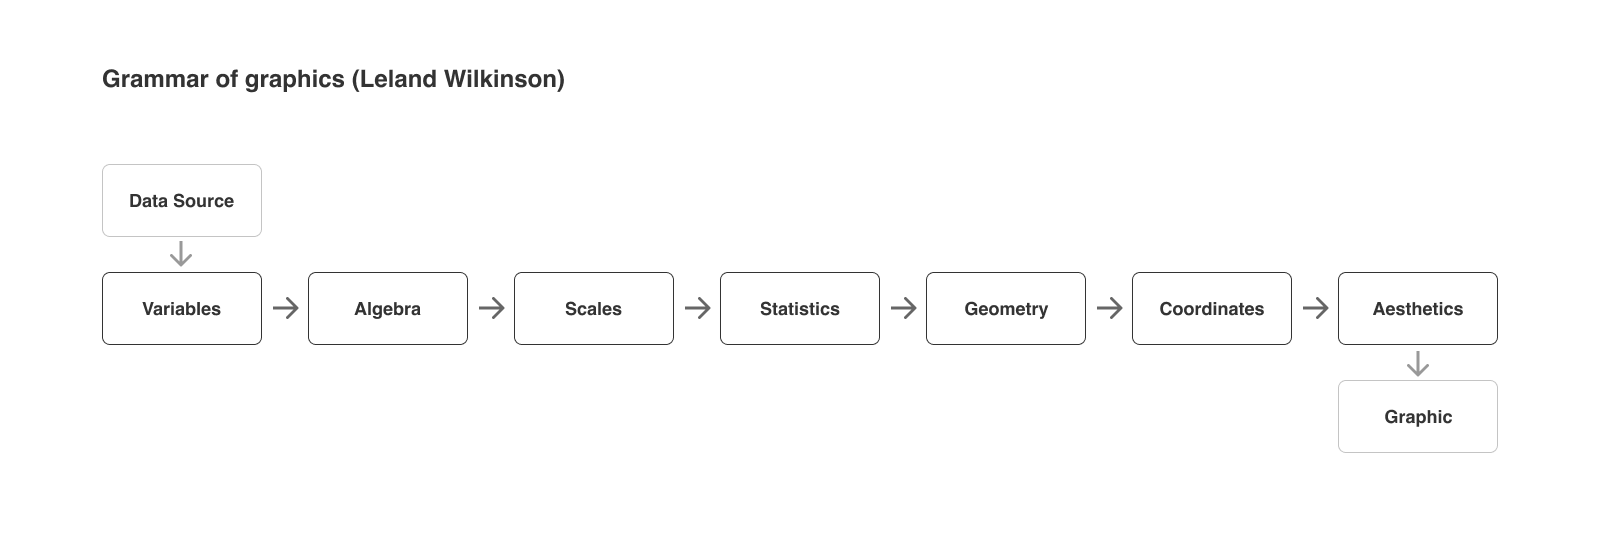 Grammar of graphics (Leland Wilkinson)
Data Source
Variables
Algebra
Scales
Statistics
Geometry
Coordinates
Aesthetics
Graphic